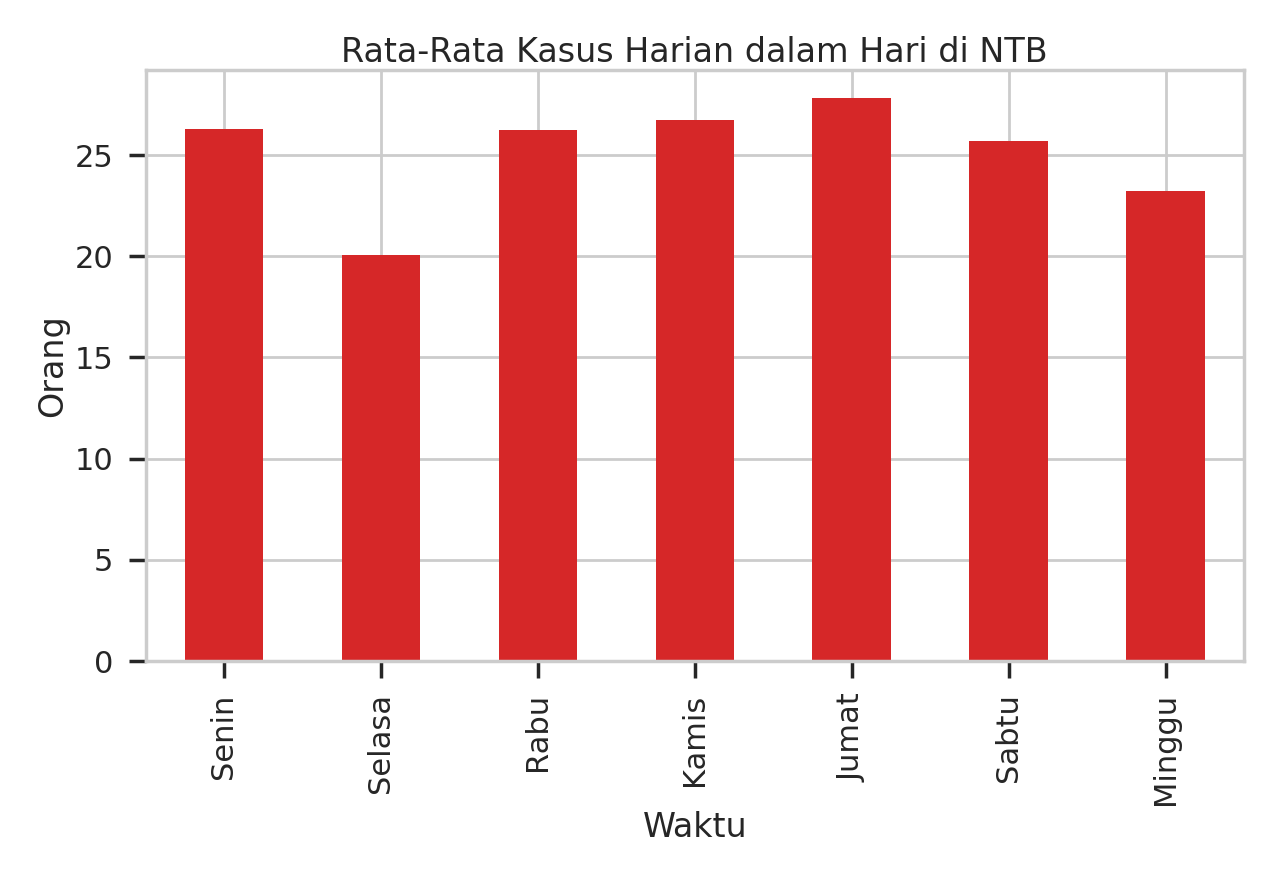 Rata-Rata Kasus Harian dalam Hari di NTB
Orang
25
20
15
10
5
0
Senin
Selasa
Rabu
Kamis
Jumat
Sabtu
Minggu
Waktu